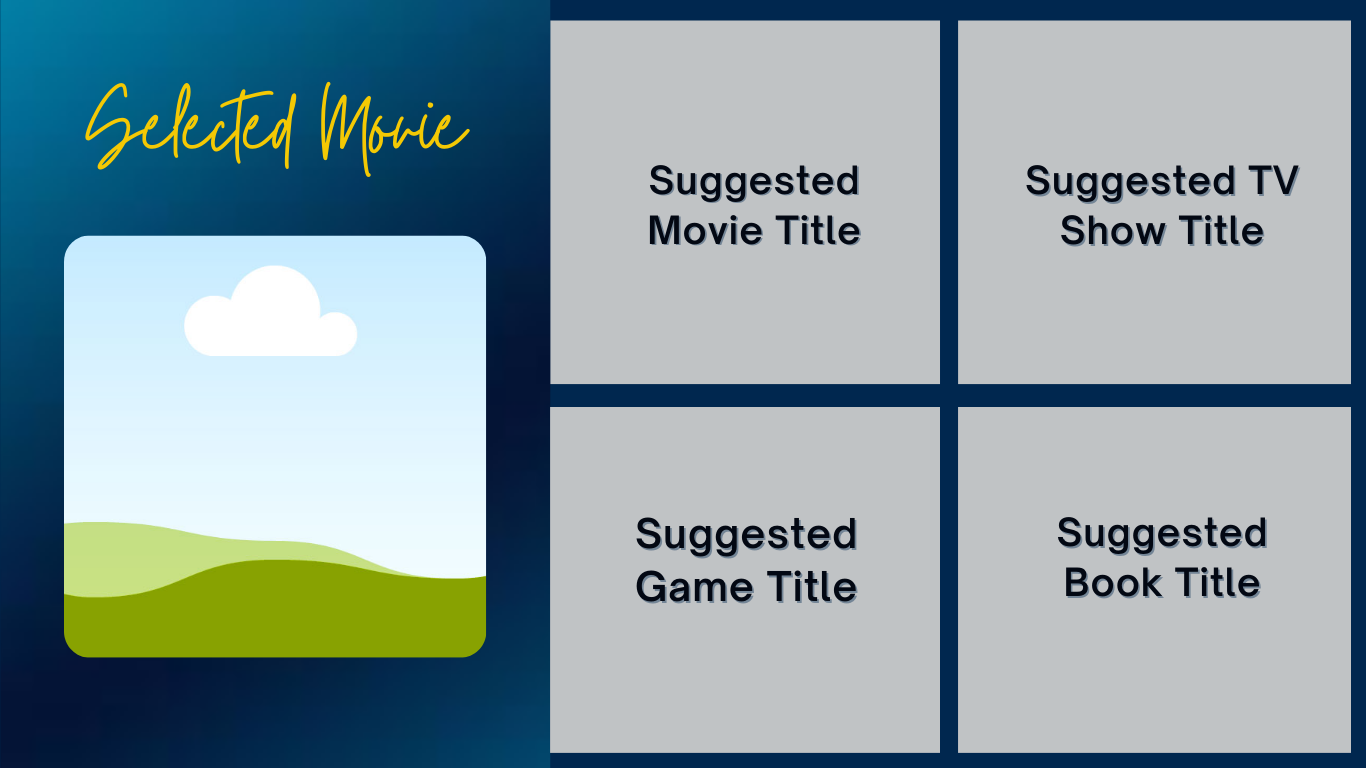 Selected Movie
Suggested
Movie Title
Suggested TV
Show Title
Suggested
Game Title
Suggested
Book Title